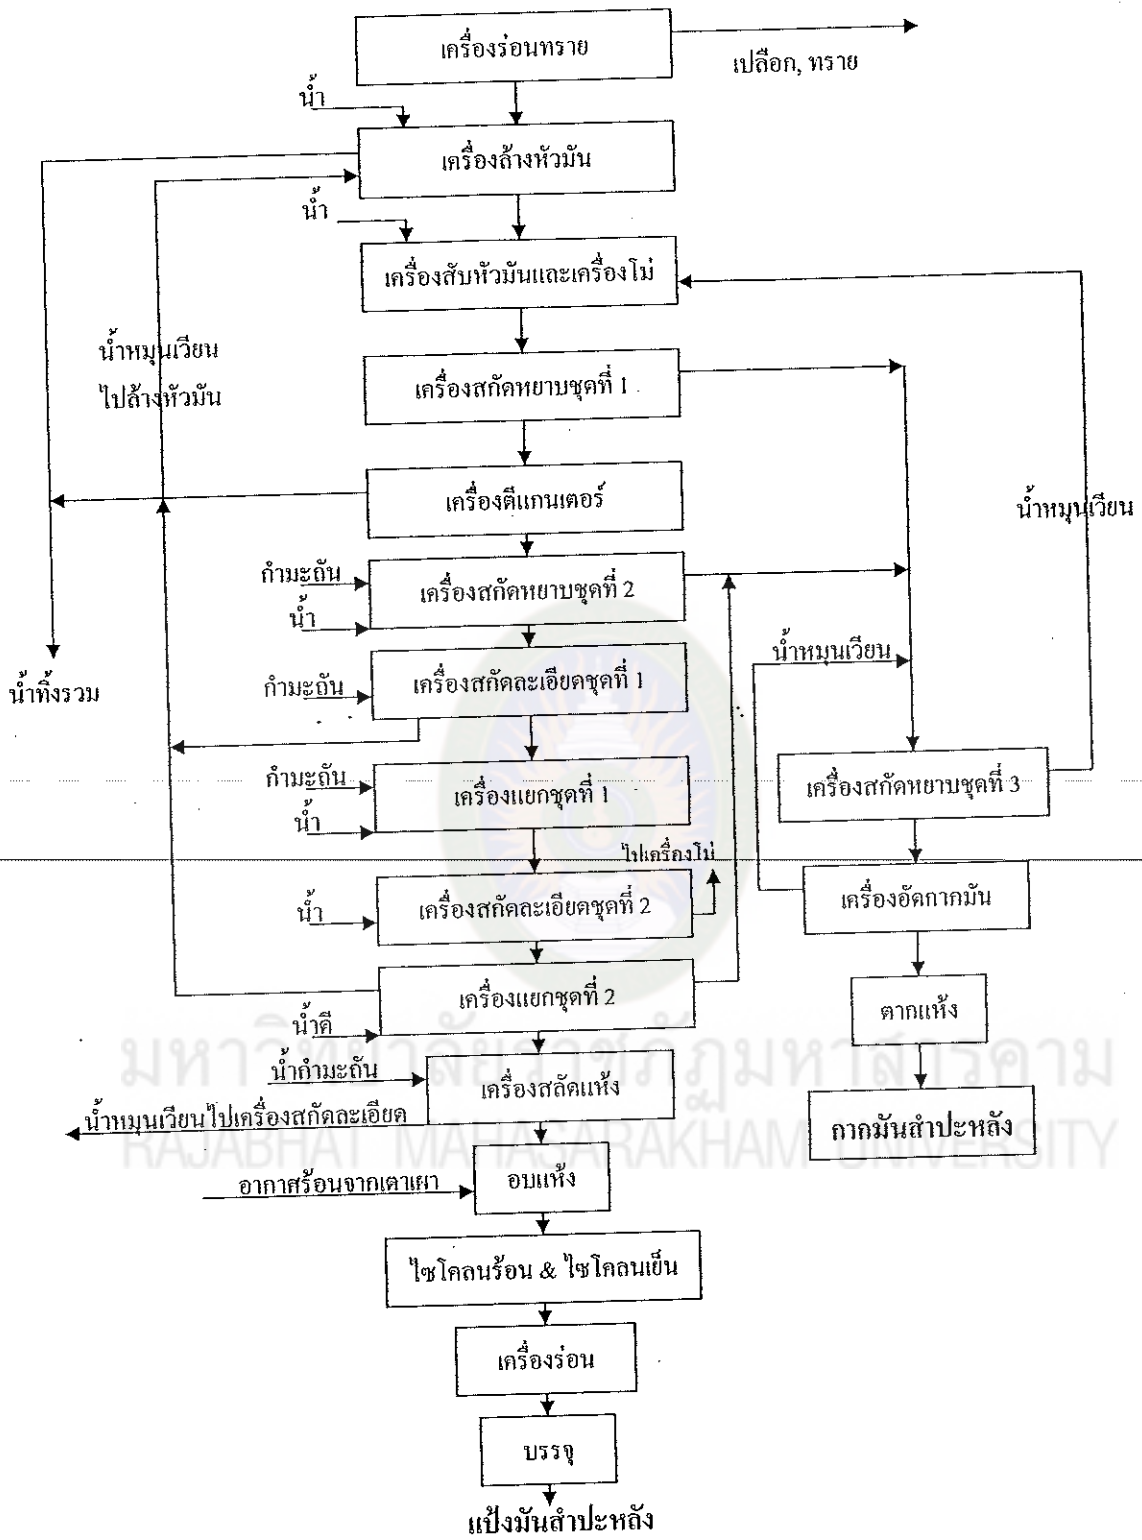 เครื่องร่อนทราย
เปลือก, ทราย
น้ำ
เครื่องล้างหัวมัน
น้ำ
เครื่องสับหัวมันและเครื่องโม่
น้ำหมุนเวียน
ไปล้างหัวมัน
เครื่องสกัดหยาบชุดที่ 1
เครื่องดีแกนเตอร์
น้ำหมุนเวียน
กำมะถัน
เครื่องสกัดหยาบชุดที่ 2
น้ำ
น้ำหมุนเวียน
น้ำทิ้งรวม
กำมะถัน
เครื่องสกัดละเอียดชุดที่ 1
กำมะถัน
เครื่องแยกชุดที่ 1
เครื่องสกัดหยาบชุดที่ 3
น้ำ
ไปเครื่องโม่
น้ำ
เครื่องสกัดละเอียดชุดที่ 2
เครื่องอัดกากมัน
เครื่องแยกชุดที่ 2
น้ำดี
ตากแห้ง
มหาวิทยาลัยราชภัฏมหาสารคาม
น้ำกำมะถัน
เครื่องสลัดแห้ง
น้ำหมุนเวียนไปเครื่องสกัดละเอียด
กากมันสำปะหลัง
RAJABHAT MAHASARAKHAM UNIVERSITY
อากาศร้อนจากเตาเผา
อบแห้ง
ไซโคลนร้อน & ไซโคลนเย็น
เครื่องร่อน
บรรจุ
แป้งมันสำปะหลัง